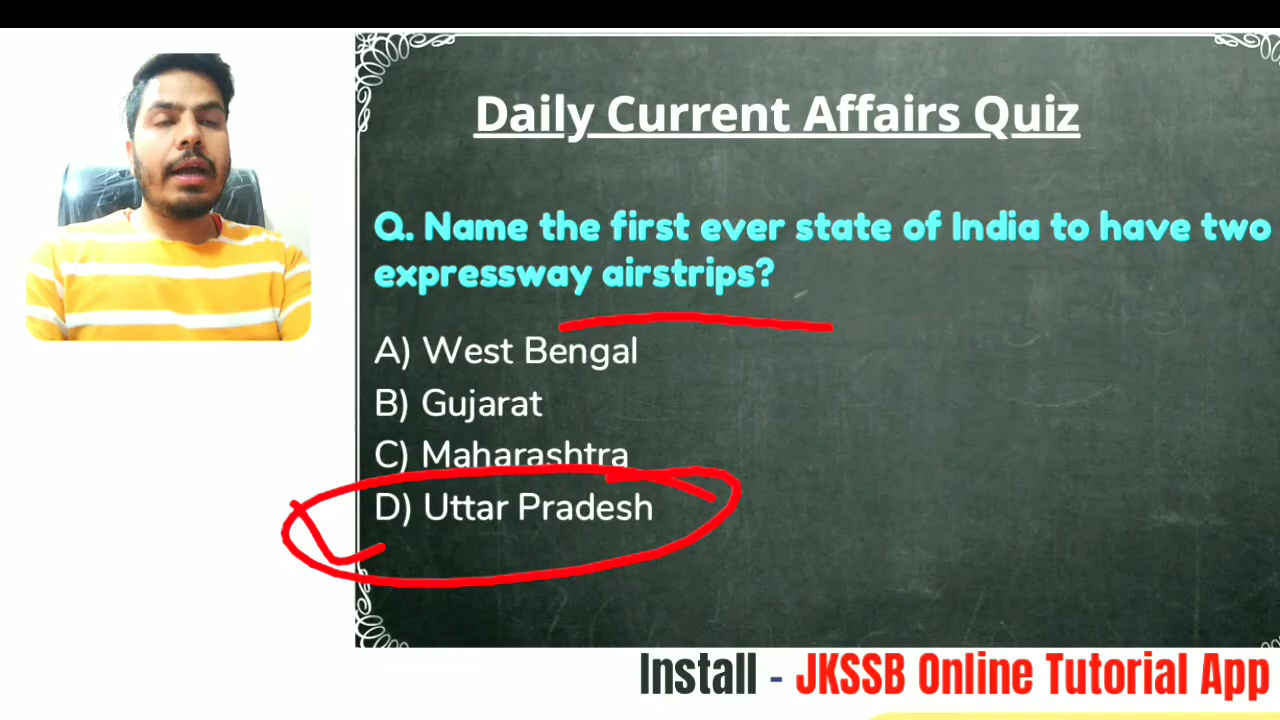 Daily Current Affairs Quiz
Q. Name the first ever state of India to have two
expressway airstrips?
A) West Bengal
B) Gujarat
C) Maharashtra
D) Uttar Pradesh
Install - JKSSB Online Tutorial App